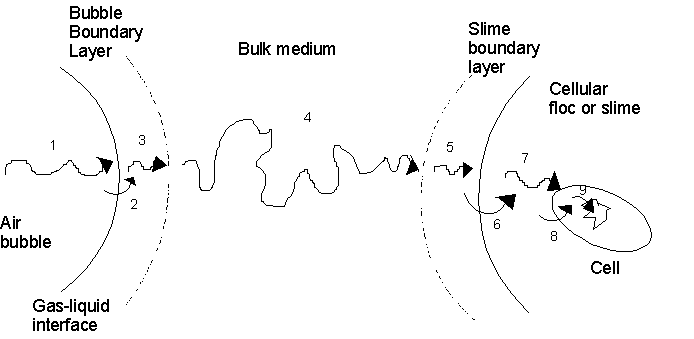 Bubble
Boundary
Layer
Bulk medium
Slime
boundary
layer
Cellular
floc or slime
1
3
4
5
7
2
6
8
9
Air
bubble
Cell
Gas-liquid
interface